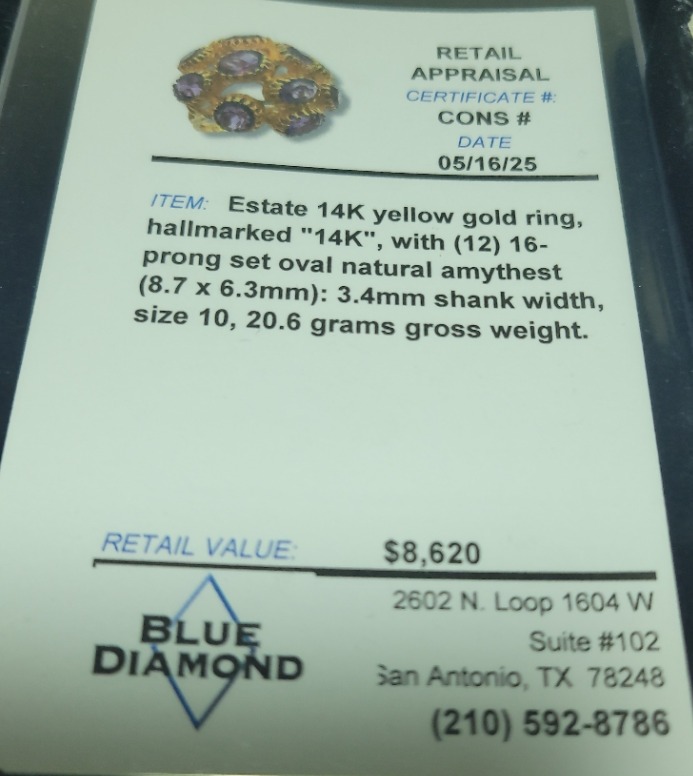 RETAIL
APPRAISAL
CERTIFICATE #:
CONS #
DATE
05/16/25
ITEM: Estate 14K yellow gold ring,
hallmarked "14K", with (12) 16-
prong set oval natural amythest
(8.7 x 6.3mm): 3.4mm shank width,
size 10, 20.6 grams gross weight.
RETAIL VALUE: $8,620
BLUE
DIAMOND
2602 N. Loop 1604 W
Suite #102
San Antonio, TX 78248
(210) 592-8786